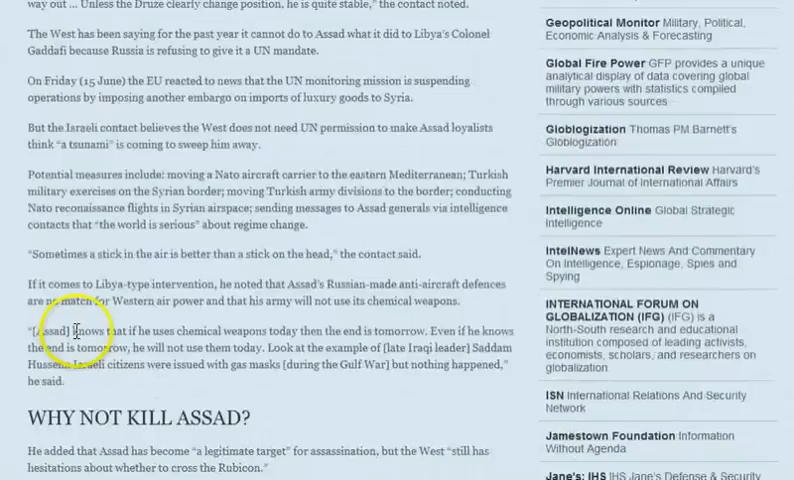 way out ... Unless the Druze clearly change position, he is quite stable," the contact noted.
The West has been saying for the past year it cannot do to Assad what it did to Libya's Colonel
Gaddafi because Russia is refusing to give it a UN mandate.
On Friday (15 June) the EU reacted to news that the UN monitoring mission is suspending
operations by imposing another embargo on imports of luxury goods to Syria.
But the Israeli contact believes the West does not need UN permission to make Assad loyalists
think "a tsunami" is coming to sweep him away.
Potential measures include: moving a Nato aircraft carrier to the eastern Mediterranean; Turkish
military exercises on the Syrian border; moving Turkish army divisions to the border; conducting
Nato reconaissance flights in Syrian airspace; sending messages to Assad generals via intelligence
contacts that "the world is serious" about regime change.
"Sometimes a stick in the air is better than a stick on the head," the contact said.
If it comes to Libya-type intervention, he noted that Assad's Russian-made anti-aircraft defences
are no match for Western air power and that his army will not use its chemical weapons.
"[Assad] knows that if he uses chemical weapons today then the end is tomorrow. Even if he knows
the end is tomorrow, he will not use them today. Look at the example of [late Iraqi leader] Saddam
Hussein. Israeli citizens were issued with gas masks [during the Gulf War] but nothing happened,"
he said.
WHY NOT KILL ASSAD?
He added that Assad has become "a legitimate target" for assassination, but the West "still has
hesitations about whether to cross the Rubicon."
Geopolitical Monitor Military, Political,
Economic Analysis & Forecasting
Global Fire Power GFP provides a unique
analytical display of data covering global
military powers with statistics compiled
through various sources
Globlogization Thomas PM Barnett's
Globlogization
Harvard International Review Harvard's
Premier Journal of International Affairs
Intelligence Online Global Strategic
Intelligence
IntelNews Expert News And Commentary
On Intelligence, Espionage, Spies and
Spying
INTERNATIONAL FORUM ON
GLOBALIZATION (IFG) (IFG) is a
North-South research and educational
institution composed of leading activists,
economists, scholars, and researchers on
globalization
ISN International Relations And Security
Network
Jamestown Foundation Information
Without Agenda
Jane's: IHS IHS Jane's Defense & Security